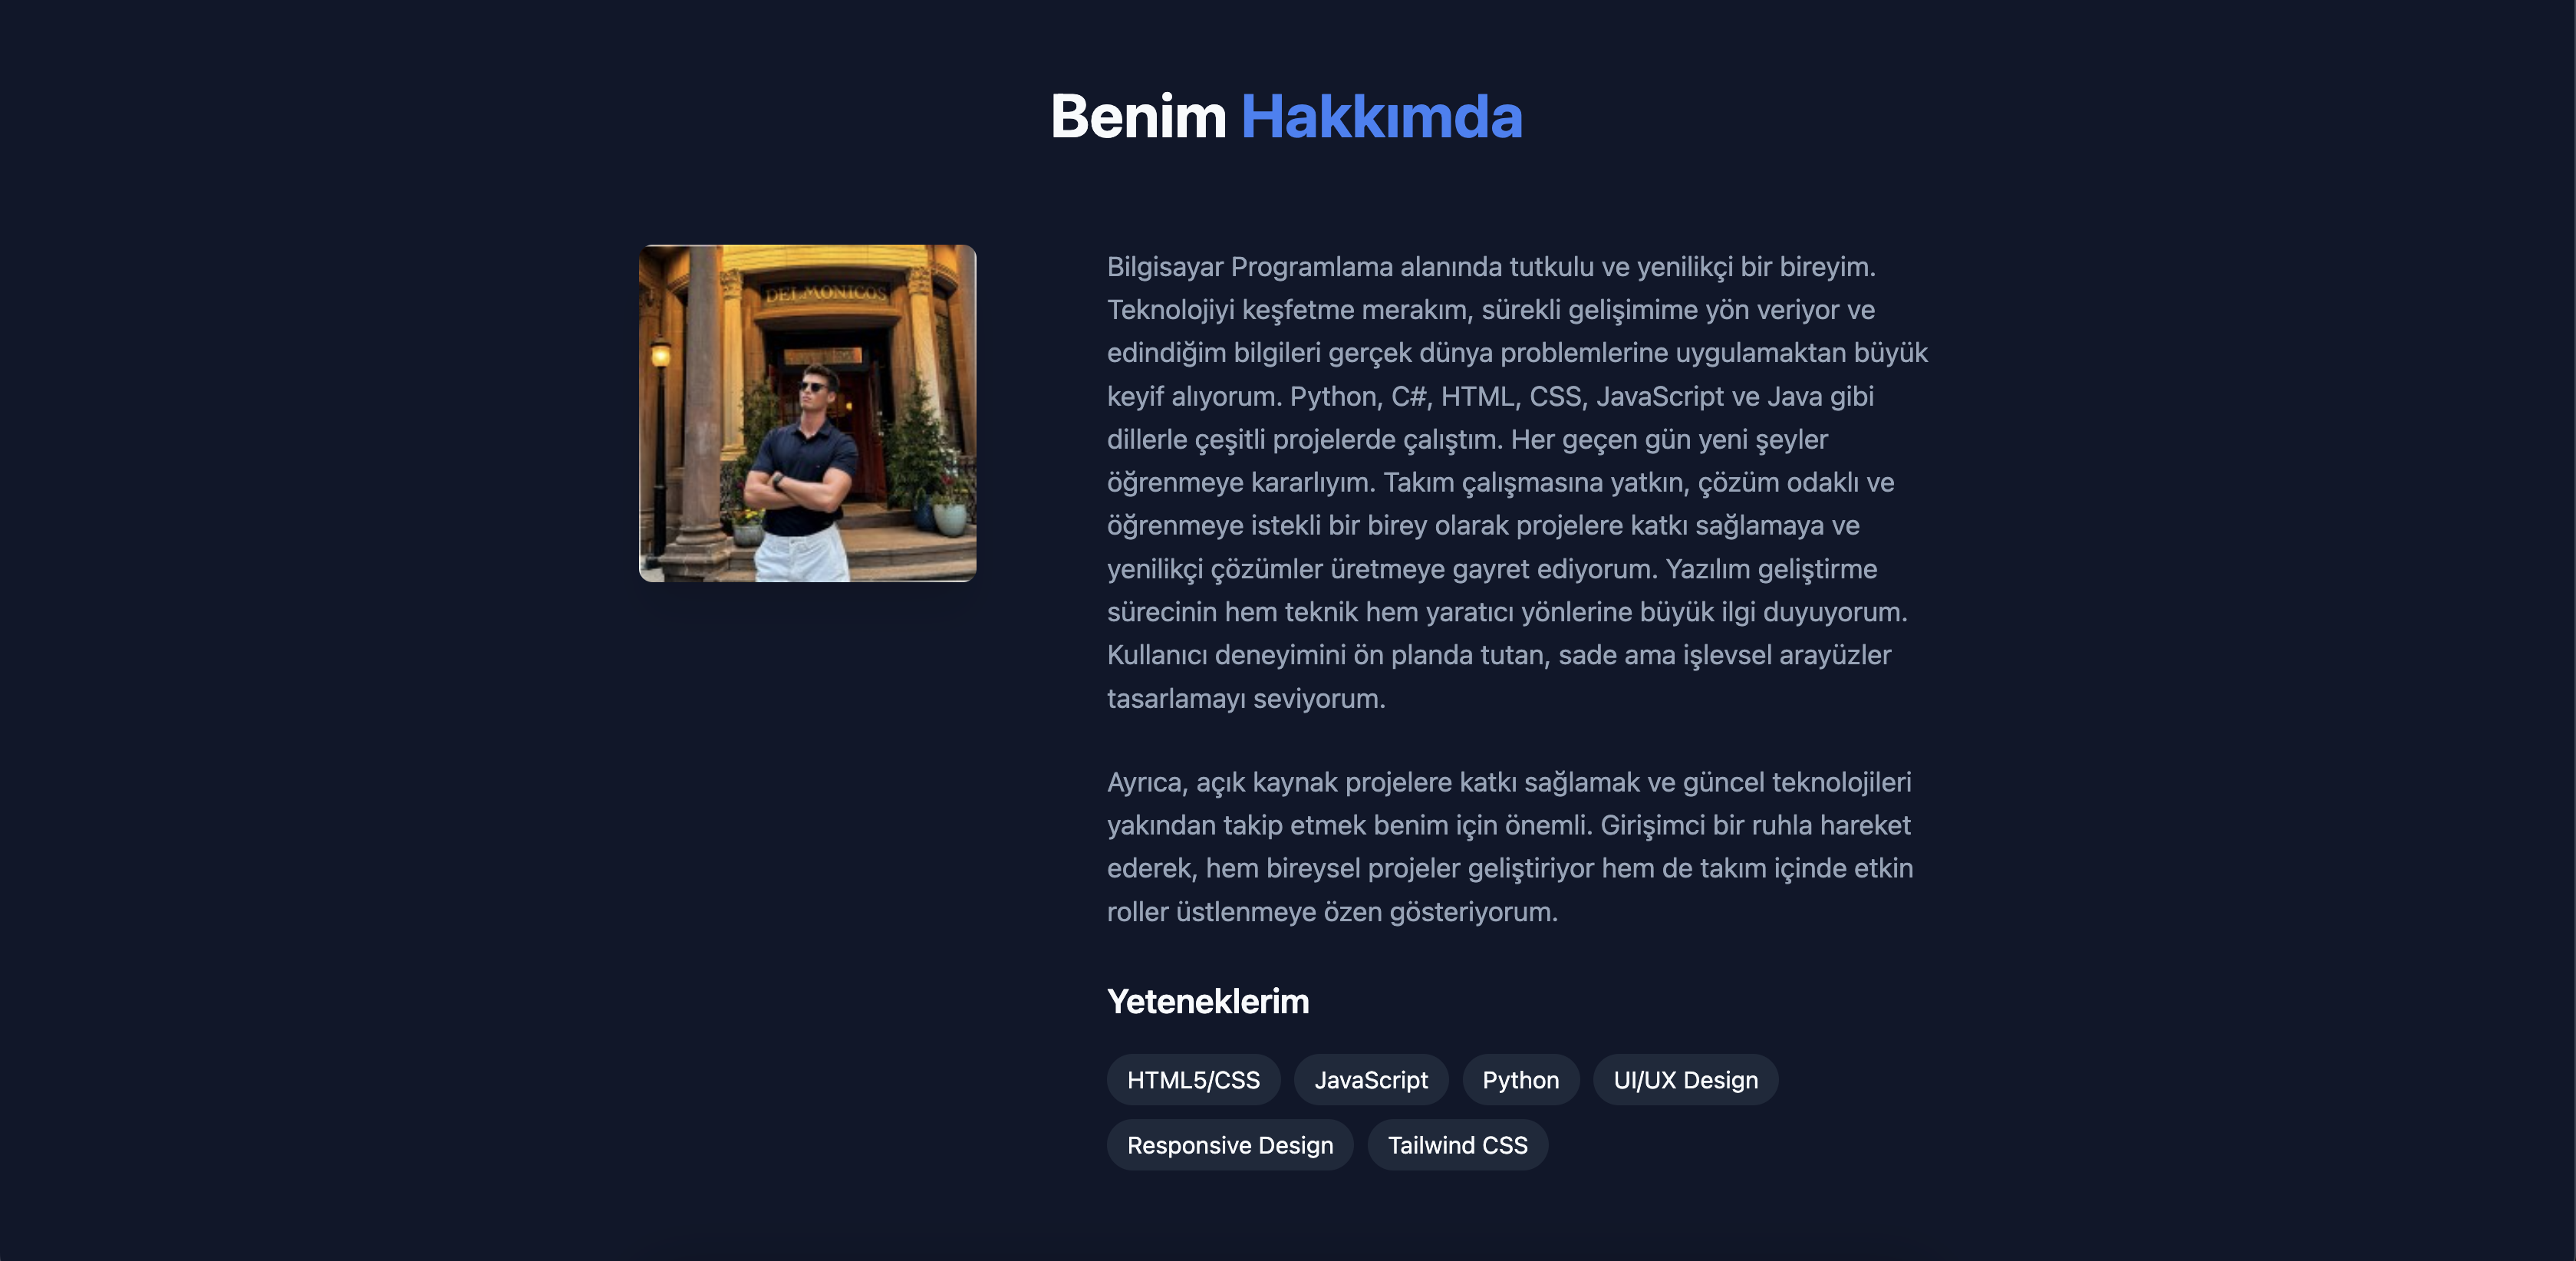 Benim Hakkımda
DELMONICOS
Bilgisayar Programlama alanında tutkulu ve yenilikçi bir bireyim.
Teknolojiyi keşfetme merakım, sürekli gelişimime yön veriyor ve
edindiğim bilgileri gerçek dünya problemlerine uygulamaktan büyük
keyif alıyorum. Python, C#, HTML, CSS, JavaScript ve Java gibi
dillerle çeşitli projelerde çalıştım. Her geçen gün yeni şeyler
öğrenmeye kararlıyım. Takım çalışmasına yatkın, çözüm odaklı ve
öğrenmeye istekli bir birey olarak projelere katkı sağlamaya ve
yenilikçi çözümler üretmeye gayret ediyorum. Yazılım geliştirme
sürecinin hem teknik hem yaratıcı yönlerine büyük ilgi duyuyorum.
Kullanıcı deneyimini ön planda tutan, sade ama işlevsel arayüzler
tasarlamayı seviyorum.
Ayrıca, açık kaynak projelere katkı sağlamak ve güncel teknolojileri
yakından takip etmek benim için önemli. Girişimci bir ruhla hareket
ederek, hem bireysel projeler geliştiriyor hem de takım içinde etkin
roller üstlenmeye özen gösteriyorum.
Yeteneklerim
HTML5/CSS JavaScript Python UI/UX Design
Responsive Design Tailwind CSS